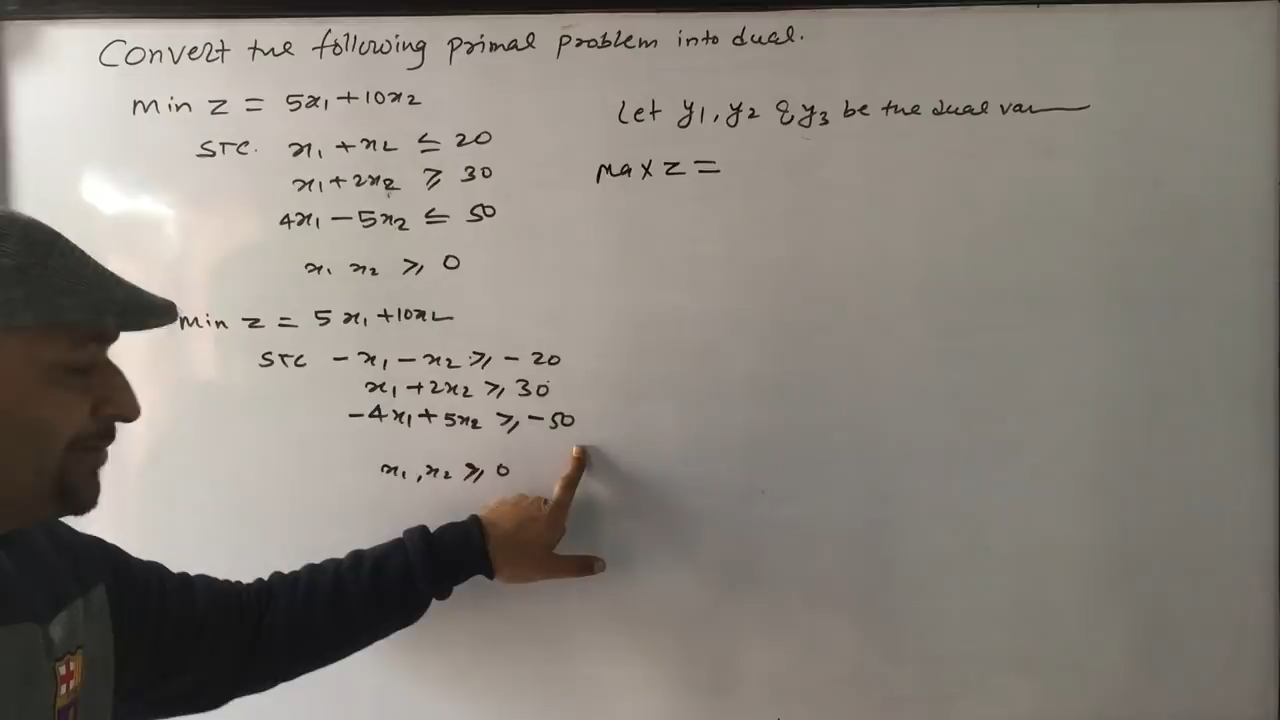 Convert the following primal problem into dual.
min z = 5x₁ + 10x₂
STC. x₁ + x₂ ≤ 20
x₁ + 2x₂ ≥ 30
4x₁ - 5x₂ ≤ 50
x₁ x₂ ≥ 0
min z = 5x₁ + 10x₂
STC - x₁ - x₂ ≥ - 20
x₁ + 2x₂ ≥ 30
-4x₁ + 5x₂ ≥ -50
x₁, x₂ ≥ 0
Let y₁, y₂ & y₃ be the dual var
Max z =